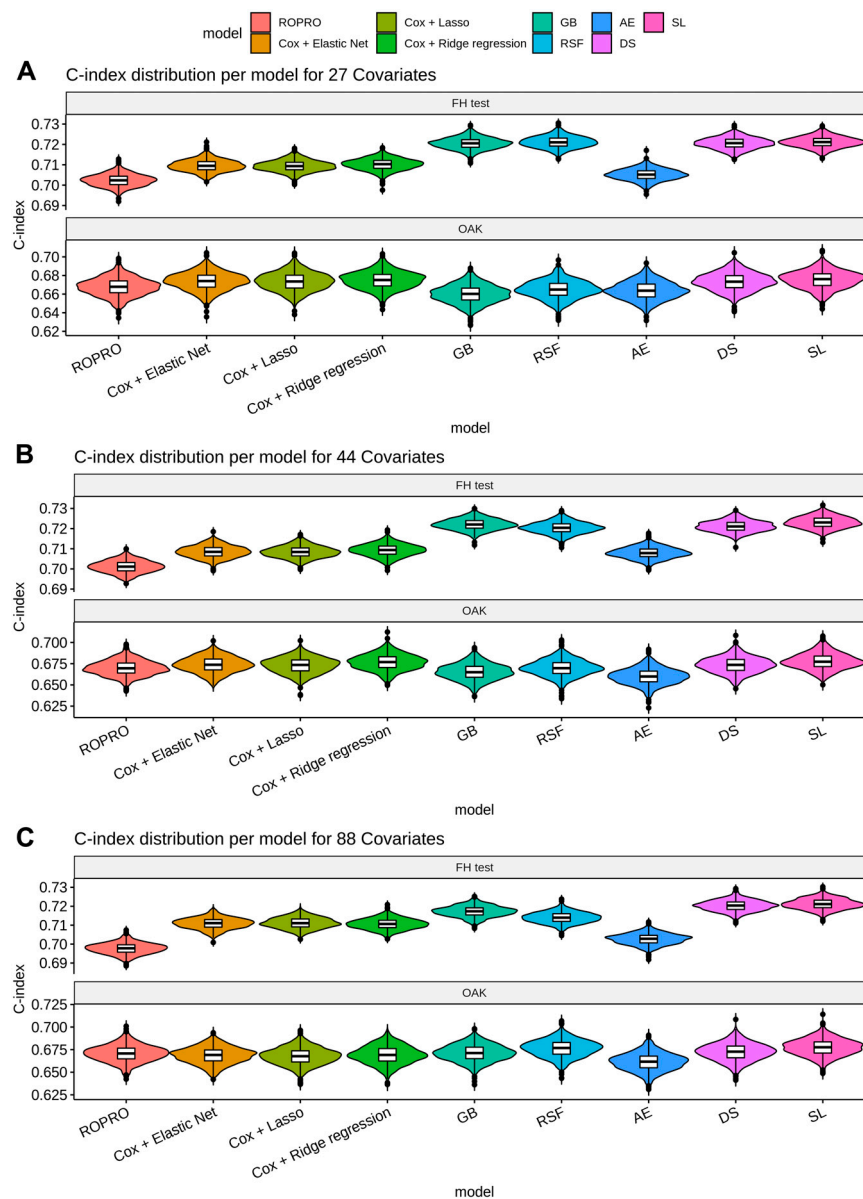 model ROPRO Cox + Lasso GB AE SL
Cox + Elastic Net Cox + Ridge regression RSF DS
A C-index distribution per model for 27 Covariates
FH test
0.73
0.72
0.71
0.70
0.69
C-index
OAK
0.70
0.68
0.66
0.64
0.62
ROPRO Cox + Elastic Net Cox + Lasso Cox + Ridge regression GB RSF AE DS SL
model
B C-index distribution per model for 44 Covariates
FH test
0.73
0.72
0.71
0.70
0.69
C-index
OAK
0.700
0.675
0.650
0.625
ROPRO Cox + Elastic Net Cox + Lasso Cox + Ridge regression GB RSF AE DS SL
model
C C-index distribution per model for 88 Covariates
FH test
0.73
0.72
0.71
0.70
0.69
C-index
OAK
0.725
0.700
0.675
0.650
0.625
ROPRO Cox + Elastic Net Cox + Lasso Cox + Ridge regression GB RSF AE DS SL
model